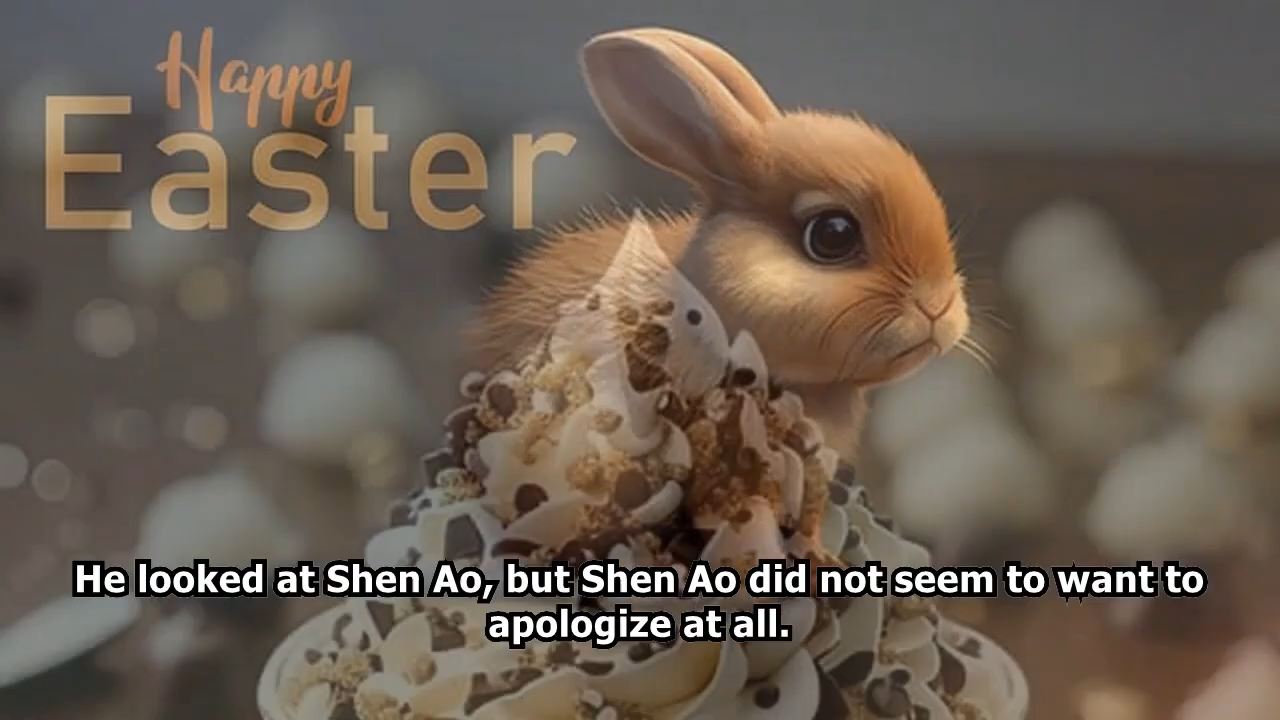 Happy
Easter
He looked at Shen Ao, but Shen Ao did not seem to want to
apologize at all.